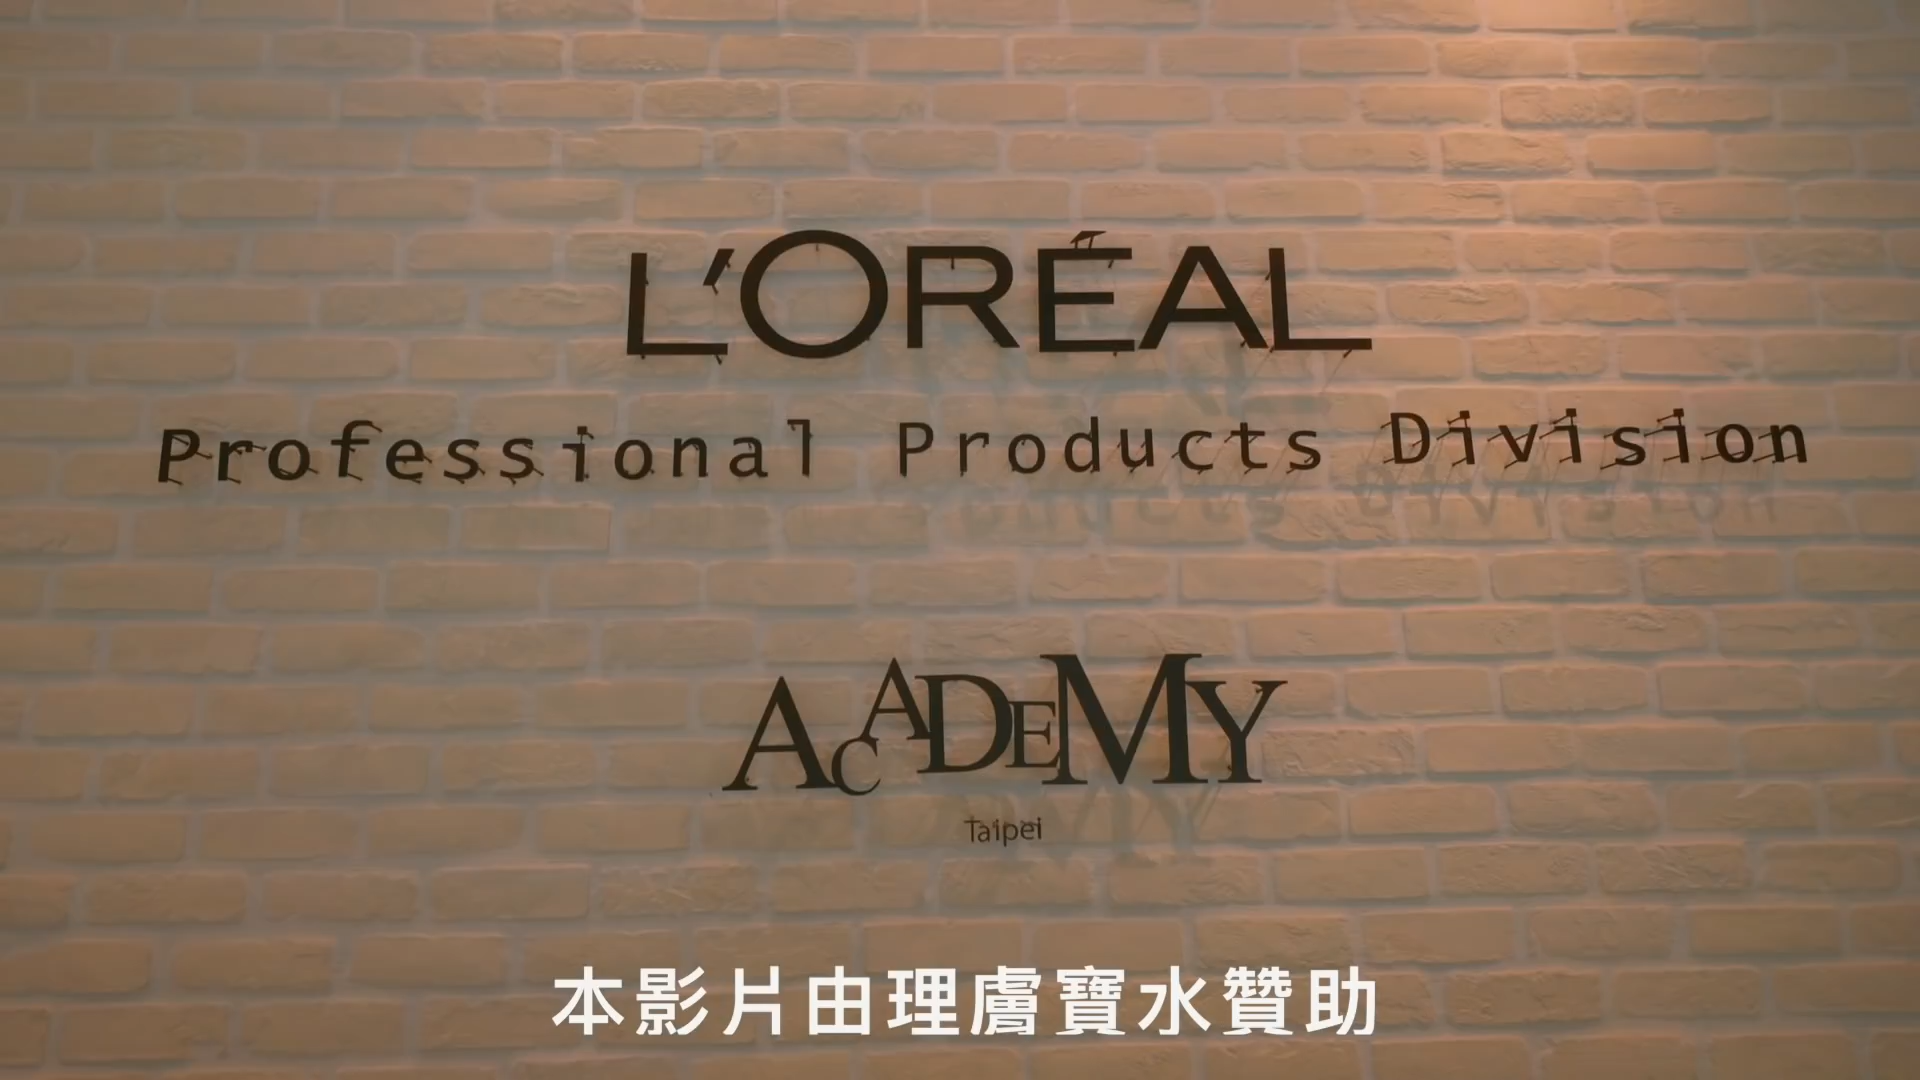 L'ORÉAL
Professional Products Division
ACADEMY
Taipei
本影片由理膚寶水贊助